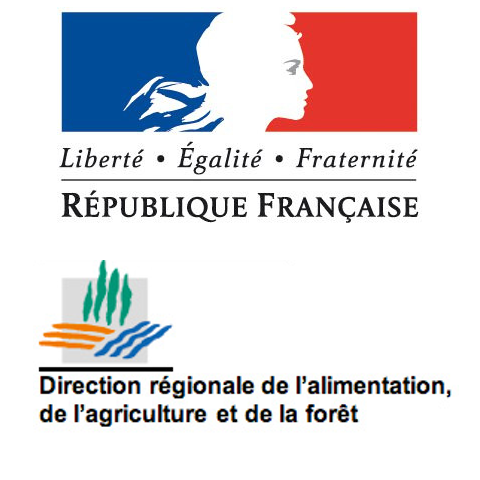 Liberté • Égalité • Fraternité
RÉPUBLIQUE FRANÇAISE
Direction régionale de l'alimentation,
de l'agriculture et de la forêt